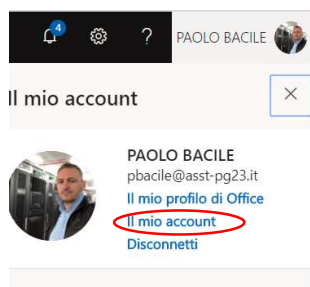 4
? PAOLO BACILE
Il mio account
PAOLO BACILE
pbacile@asst-pg23.it
Il mio profilo di Office
Il mio account
Disconnetti